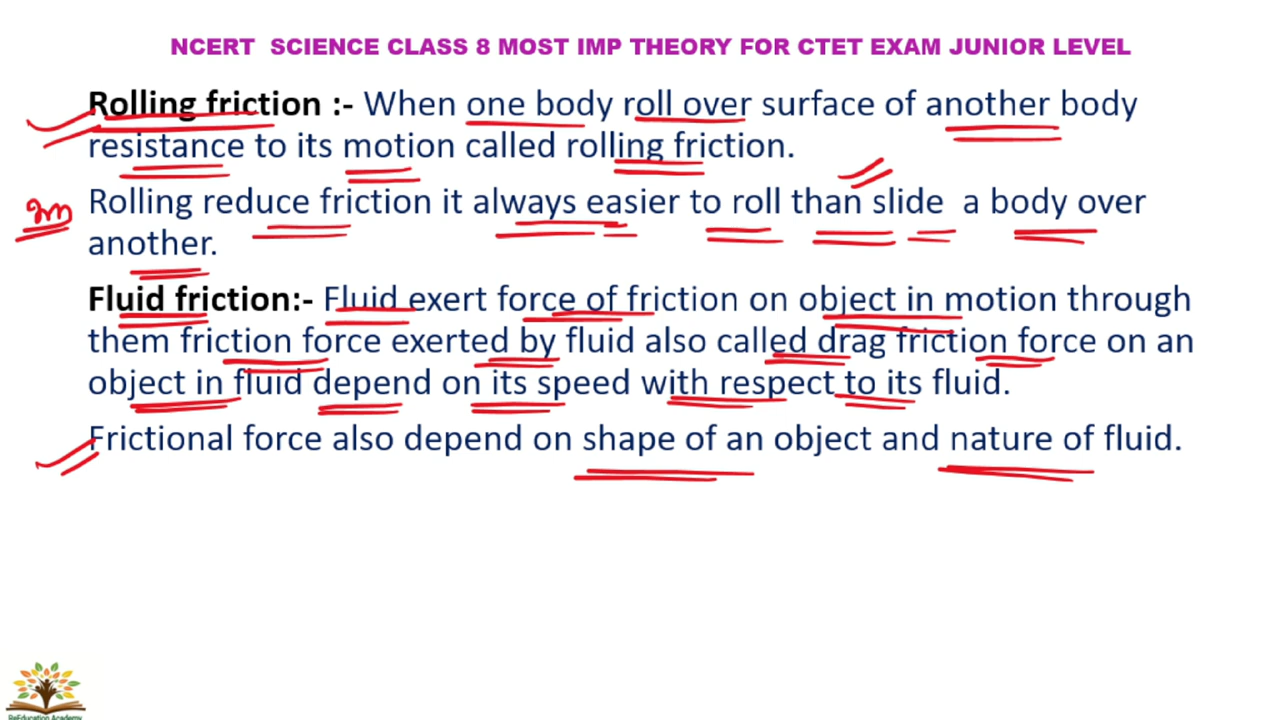 NCERT SCIENCE CLASS 8 MOST IMP THEORY FOR CTET EXAM JUNIOR LEVEL
Rolling friction :- When one body roll over surface of another body
resistance to its motion called rolling friction.
Rolling reduce friction it always easier to roll than slide a body over
another.
Fluid friction:- Fluid exert force of friction on object in motion through
them friction force exerted by fluid also called drag friction force on an
object in fluid depend on its speed with respect to its fluid.
Frictional force also depend on shape of an object and nature of fluid.